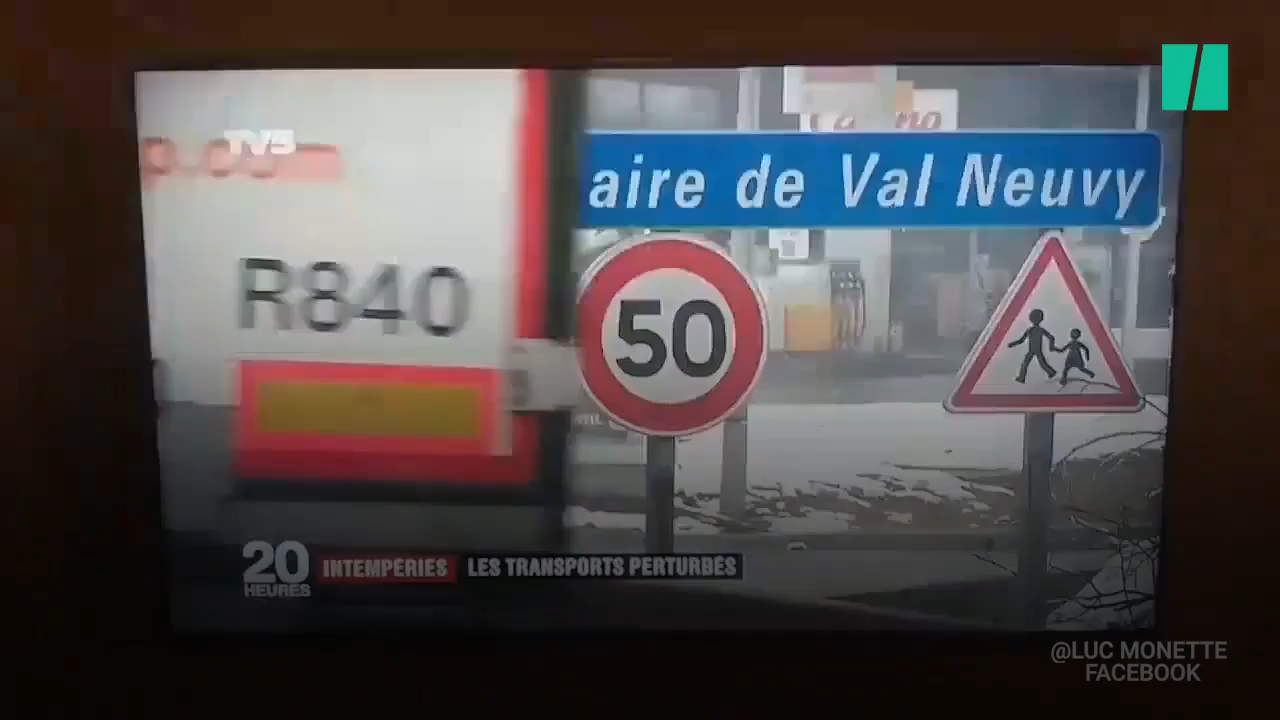 TV5
aire de Val Neuvy
R840
50
20
HEURES
INTEMPÉRIES LES TRANSPORTS PERTURBÉS
@LUC MONETTE
FACEBOOK